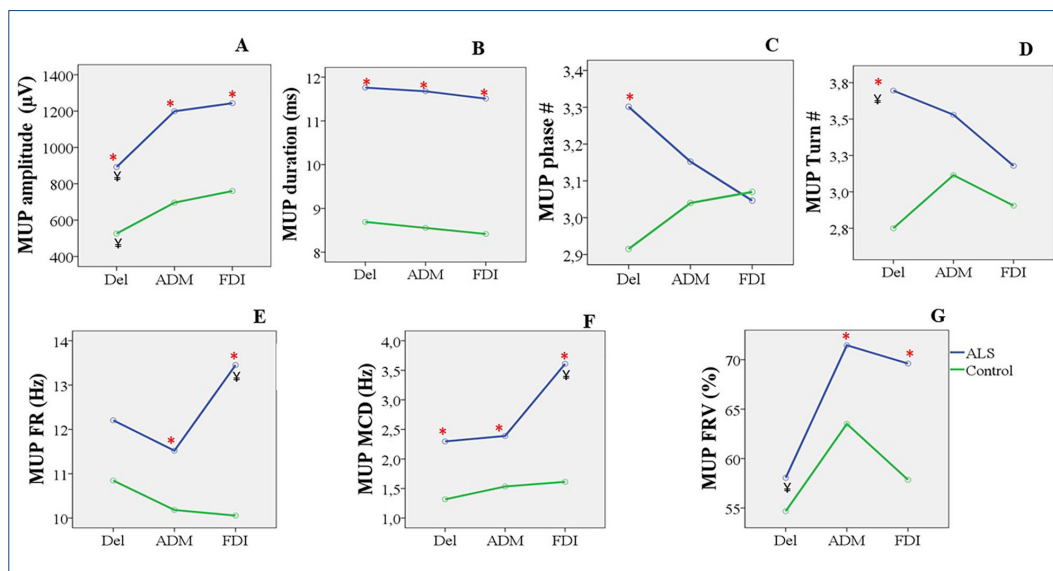 A
MUP amplitude (µV)
1400
1200
1000
800
600
400
*
*
*
¥
¥
Del ADM FDI
B
MUP duration (ms)
12
11
10
9
8
*
*
*
Del ADM FDI
C
MUP phase #
3,4
3,3
3,2
3,1
3,0
2,9
*
Del ADM FDI
D
MUP Turn #
3,8
3,5
3,3
3,0
2,8
*
¥
Del ADM FDI
E
MUP FR (Hz)
14
13
12
11
10
*
¥
*
Del ADM FDI
F
MUP MCD (Hz)
4,0
3,5
3,0
2,5
2,0
1,5
1,0
*
¥
*
*
Del ADM FDI
G
MUP FRV (%)
70
65
60
55
*
*
¥
Del ADM FDI
ALS
Control